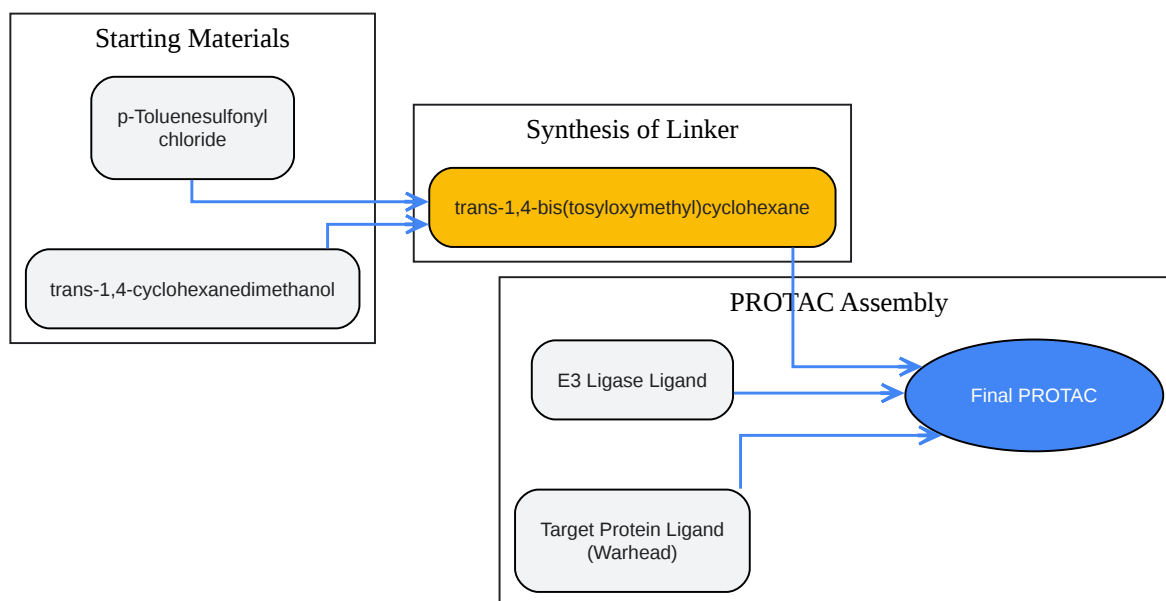 Starting Materials
p-Toluenesulfonyl
chloride
trans-1,4-cyclohexanedimethanol
Synthesis of Linker
trans-1,4-bis(tosyloxymethyl)cyclohexane
PROTAC Assembly
E3 Ligase Ligand
Final PROTAC
Target Protein Ligand
(Warhead)